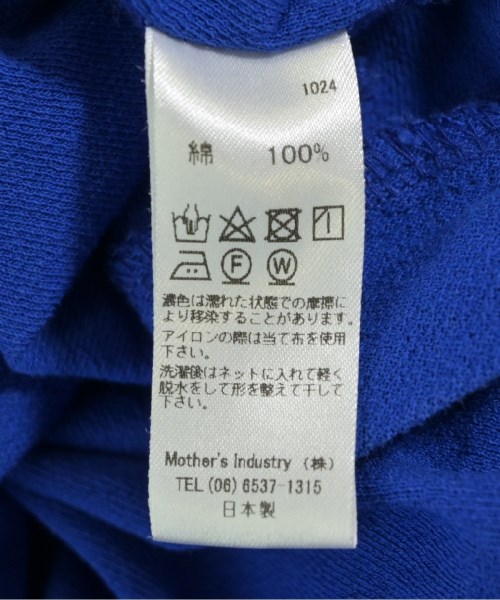 1024
綿 100%
F W
濃色は濡れた状態での摩擦に
より移染することがあります。
アイロンの際は当て布を使用
下さい。
洗濯後はネットに入れて軽く
脱水をして形を整えて干して
下さい。
Mother's Industry (株)
TEL (06) 6537-1315
日本製